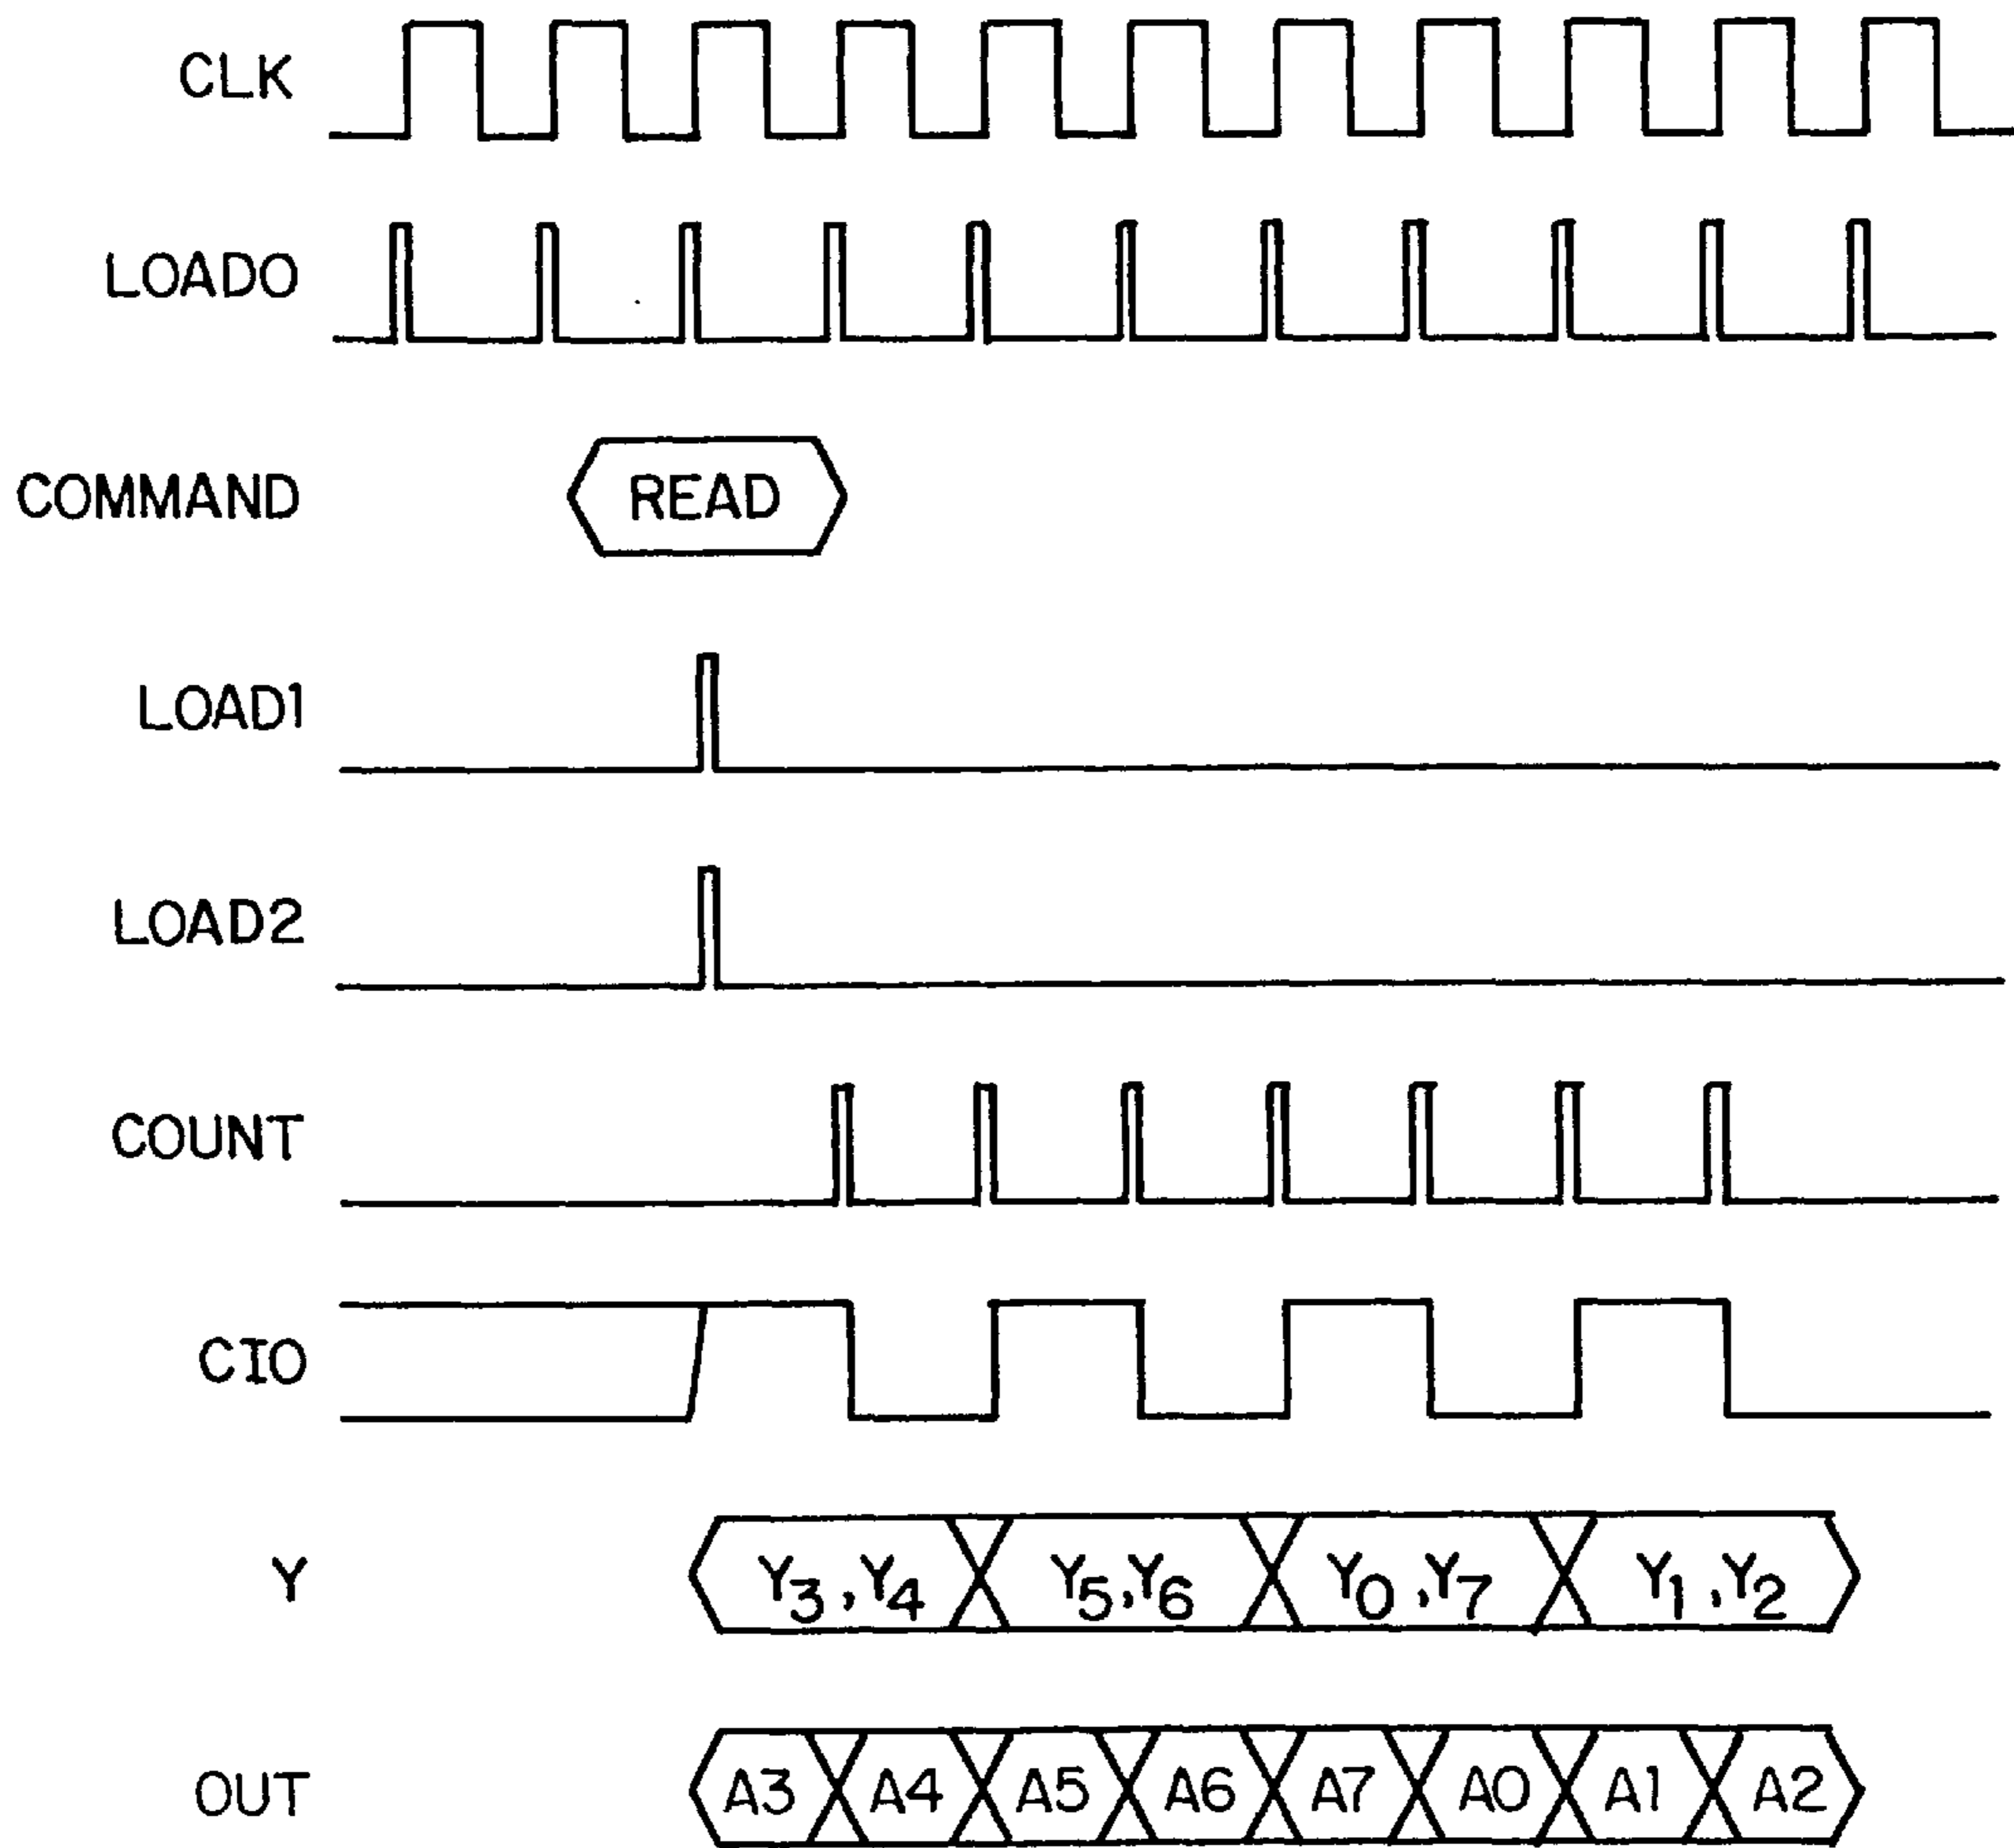 CLK
LOAD0
COMMAND READ
LOAD1
LOAD2
COUNT
CIO
Y Y3,Y4 Y5,Y6 Y0,Y7 Y1,Y2
OUT A3 A4 A5 A6 A7 A0 A1 A2